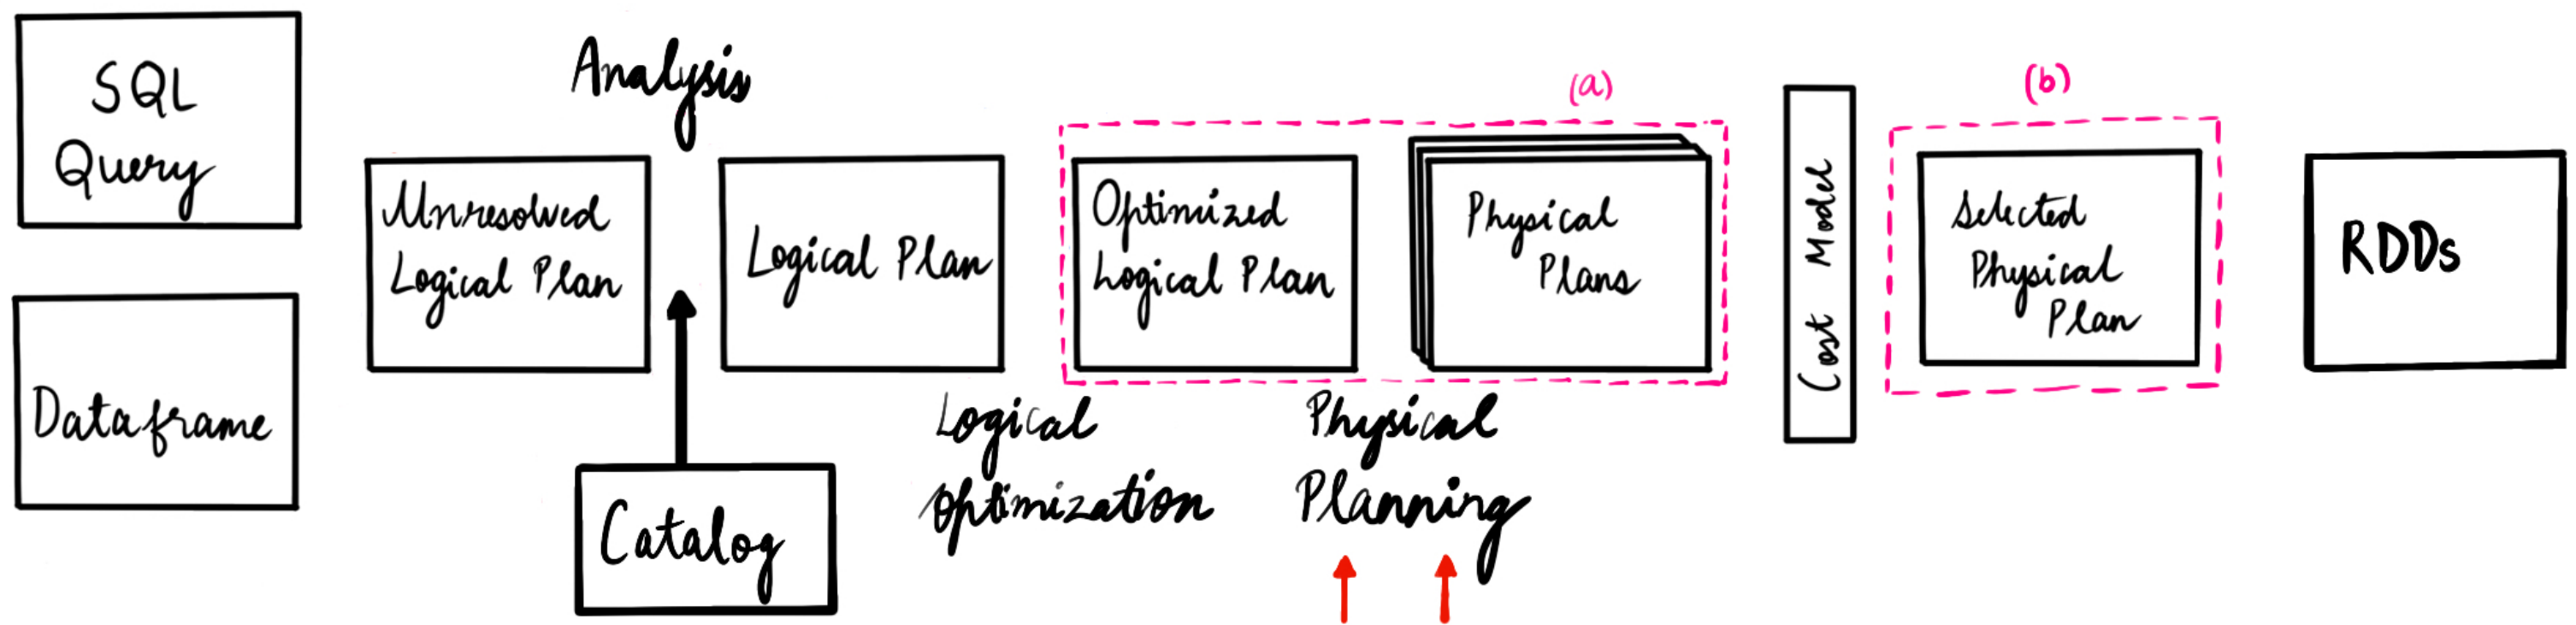 SQL
Query
Dataframe
Analysis
Unresolved
Logical Plan
Catalog
Logical Plan
Logical
Optimization
(a)
Optimized
Logical Plan
Physical
Plans
Physical
Planning
Cost Model
(b)
Selected
Physical
Plan
RDDs